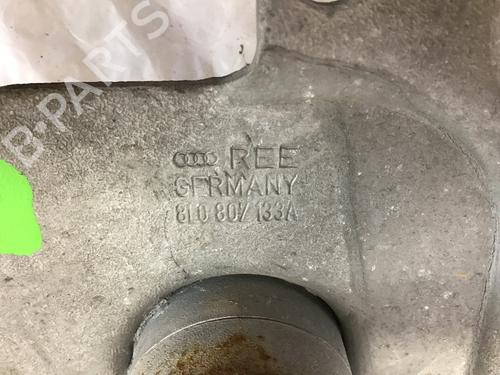 B-PARTS
REE
GERMANY
8L0 807 133A